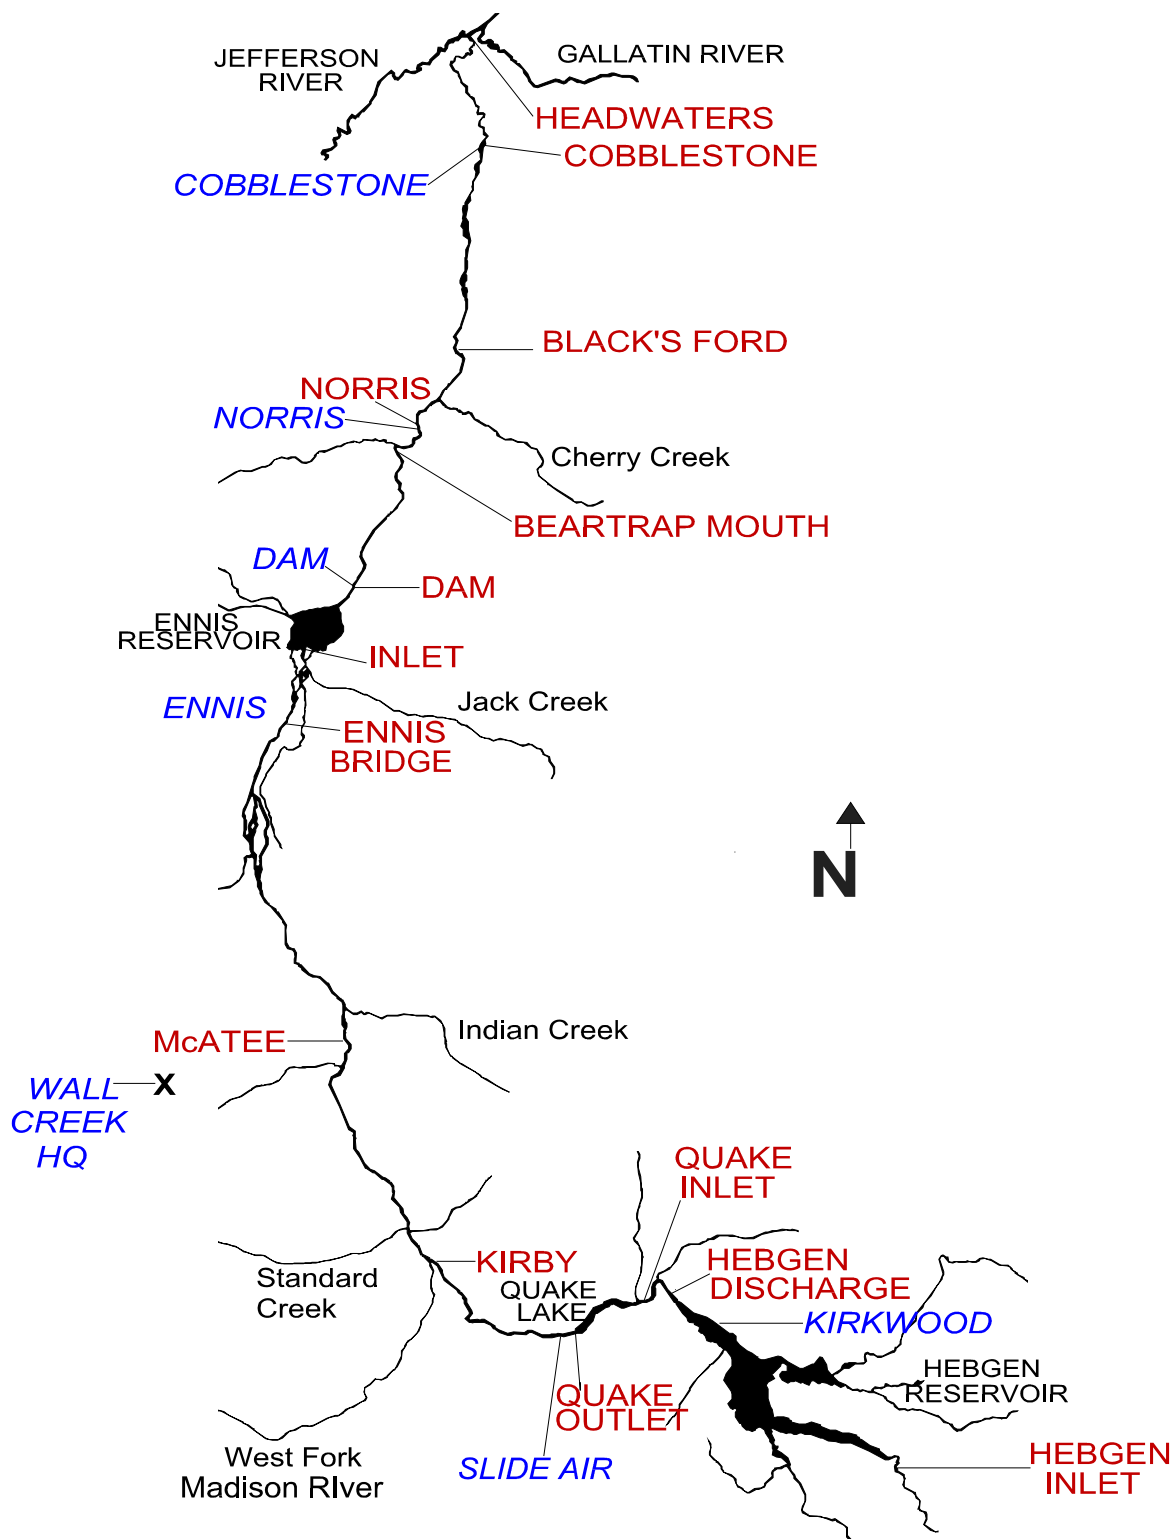 JEFFERSON
RIVER
GALLATIN RIVER
HEADWATERS
COBBLESTONE
COBBLESTONE
BLACK'S FORD
NORRIS
NORRIS
Cherry Creek
BEARTRAP MOUTH
DAM
DAM
ENNIS
RESERVOIR
INLET
ENNIS
Jack Creek
ENNIS
BRIDGE
N
McATEE
Indian Creek
X
WALL
CREEK
HQ
QUAKE
INLET
KIRBY
HEBGEN
DISCHARGE
Standard
Creek
QUAKE
LAKE
KIRKWOOD
HEBGEN
RESERVOIR
QUAKE
OUTLET
West Fork
Madison RIver
SLIDE AIR
HEBGEN
INLET